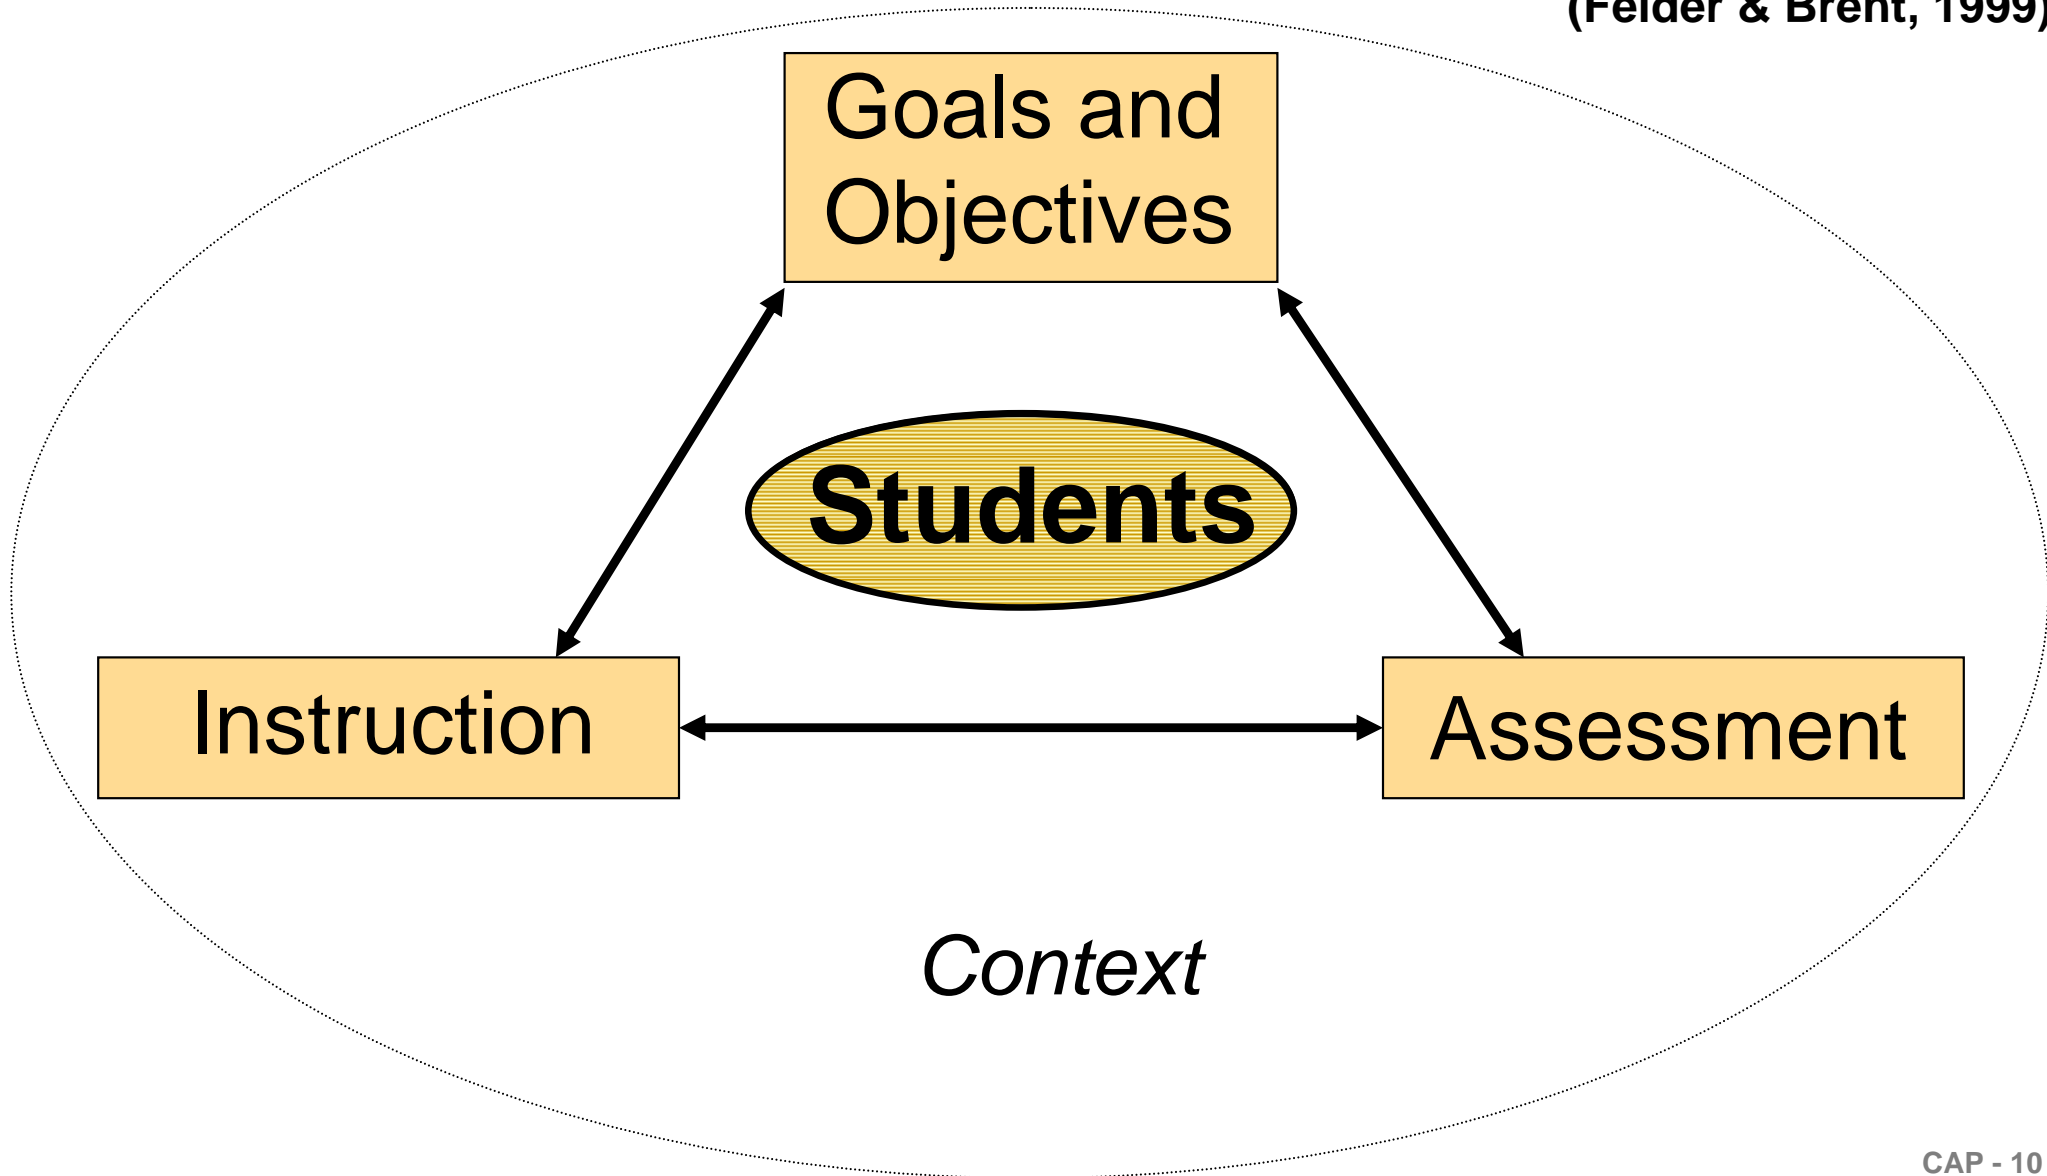 (Felder & Brent, 1999)
Goals and
Objectives
Students
Instruction
Assessment
Context
CAP - 10